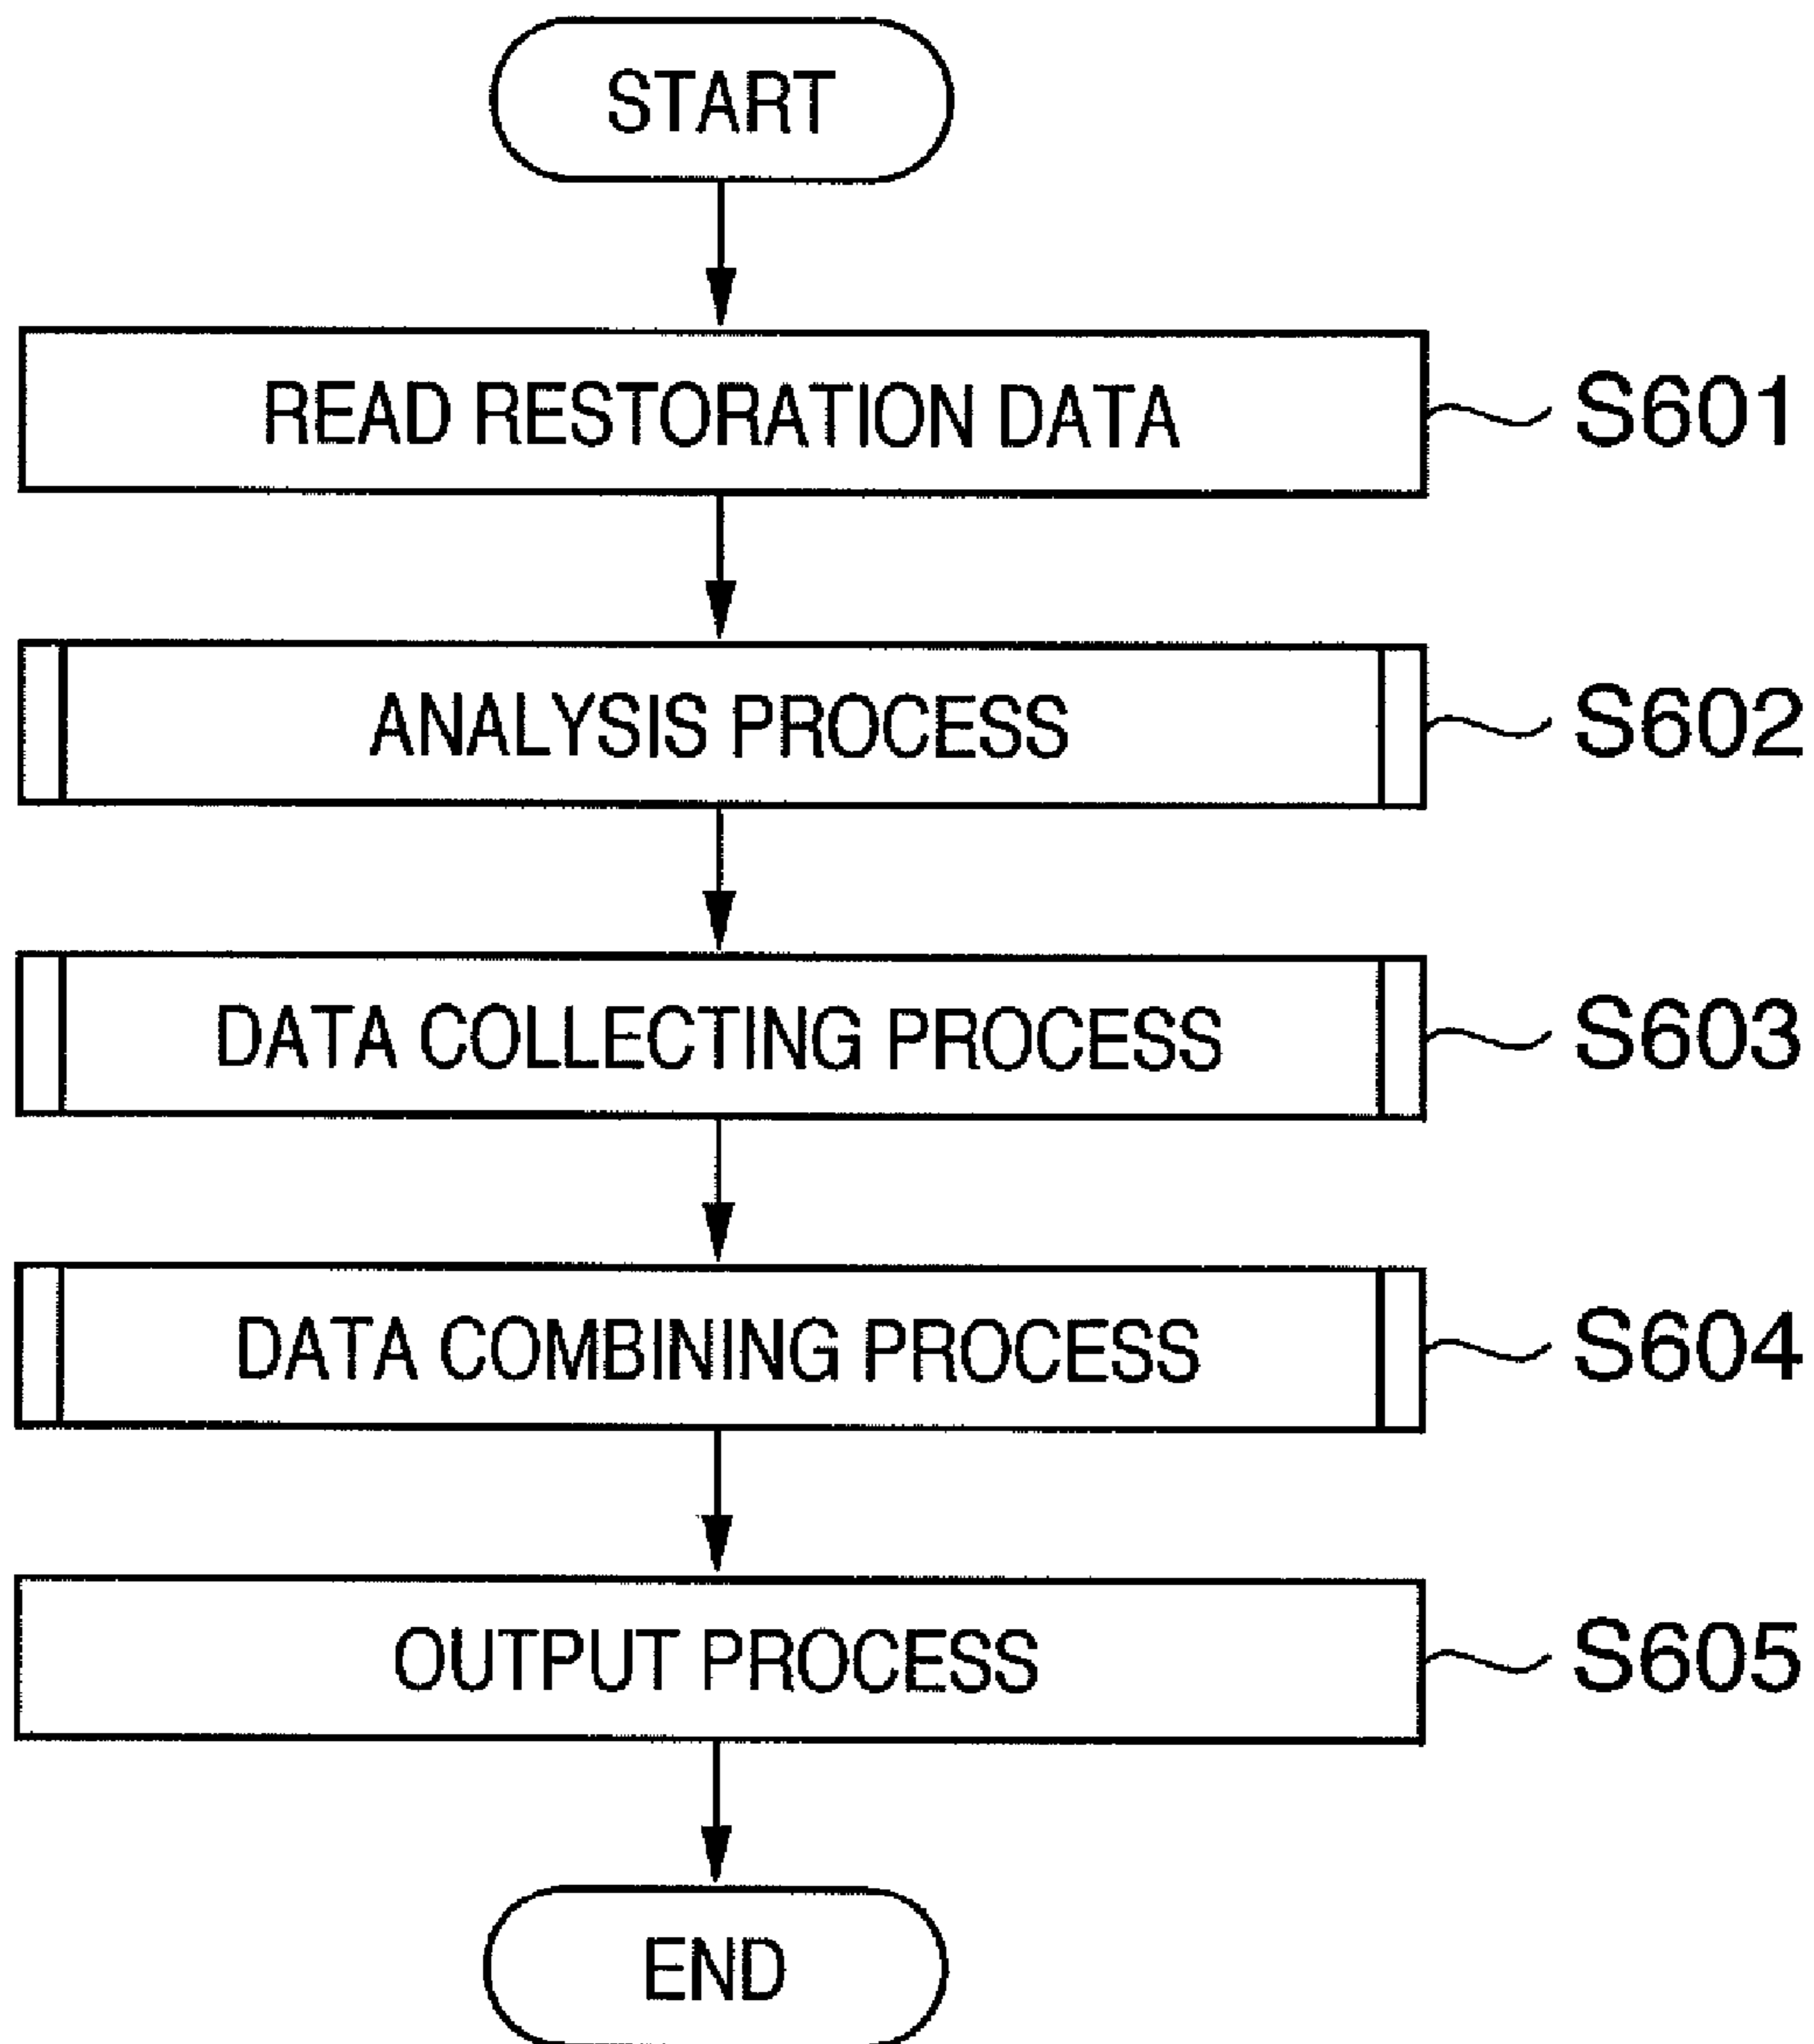 START
READ RESTORATION DATA S601
ANALYSIS PROCESS S602
DATA COLLECTING PROCESS S603
DATA COMBINING PROCESS S604
OUTPUT PROCESS S605
END